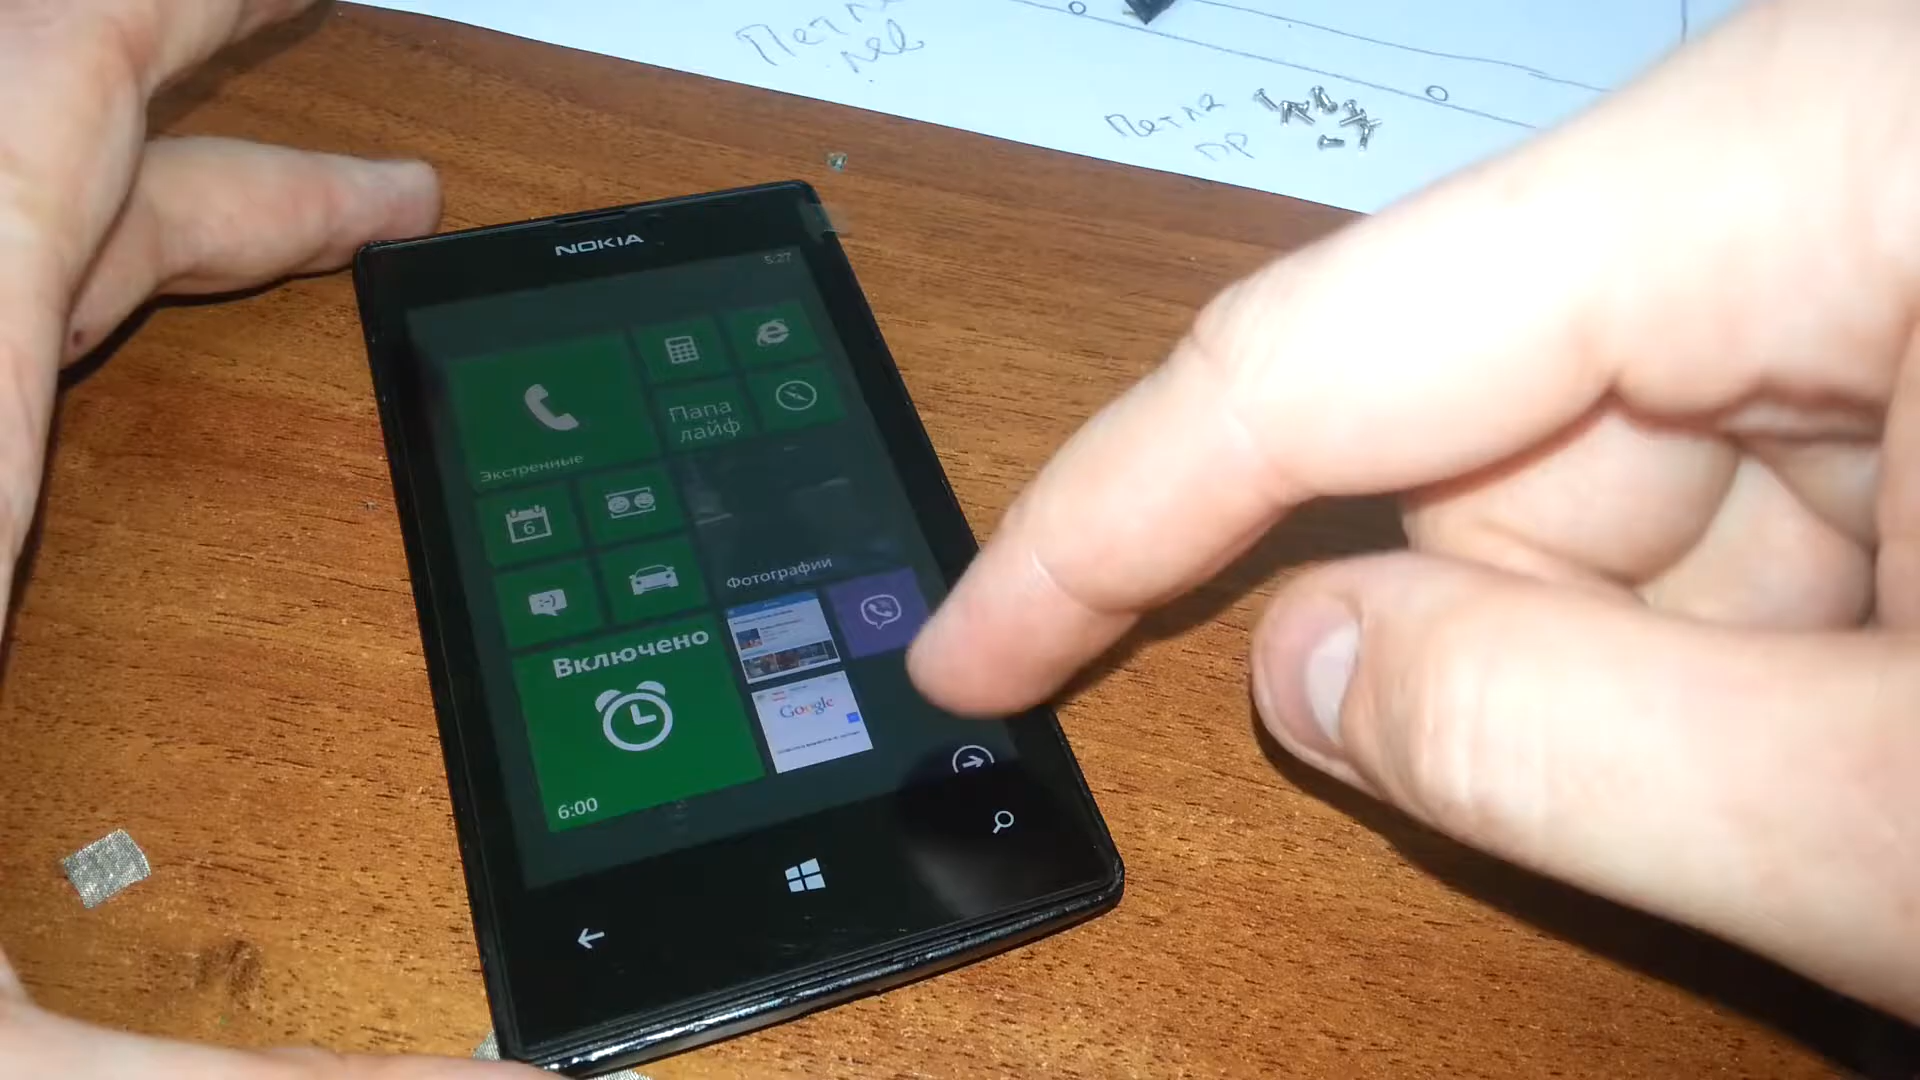 Петля
лев
Петля
пр
NOKIA
5:27
Папа
лайф
Экстренные
6
Фотографии
Включено
Google
6:00